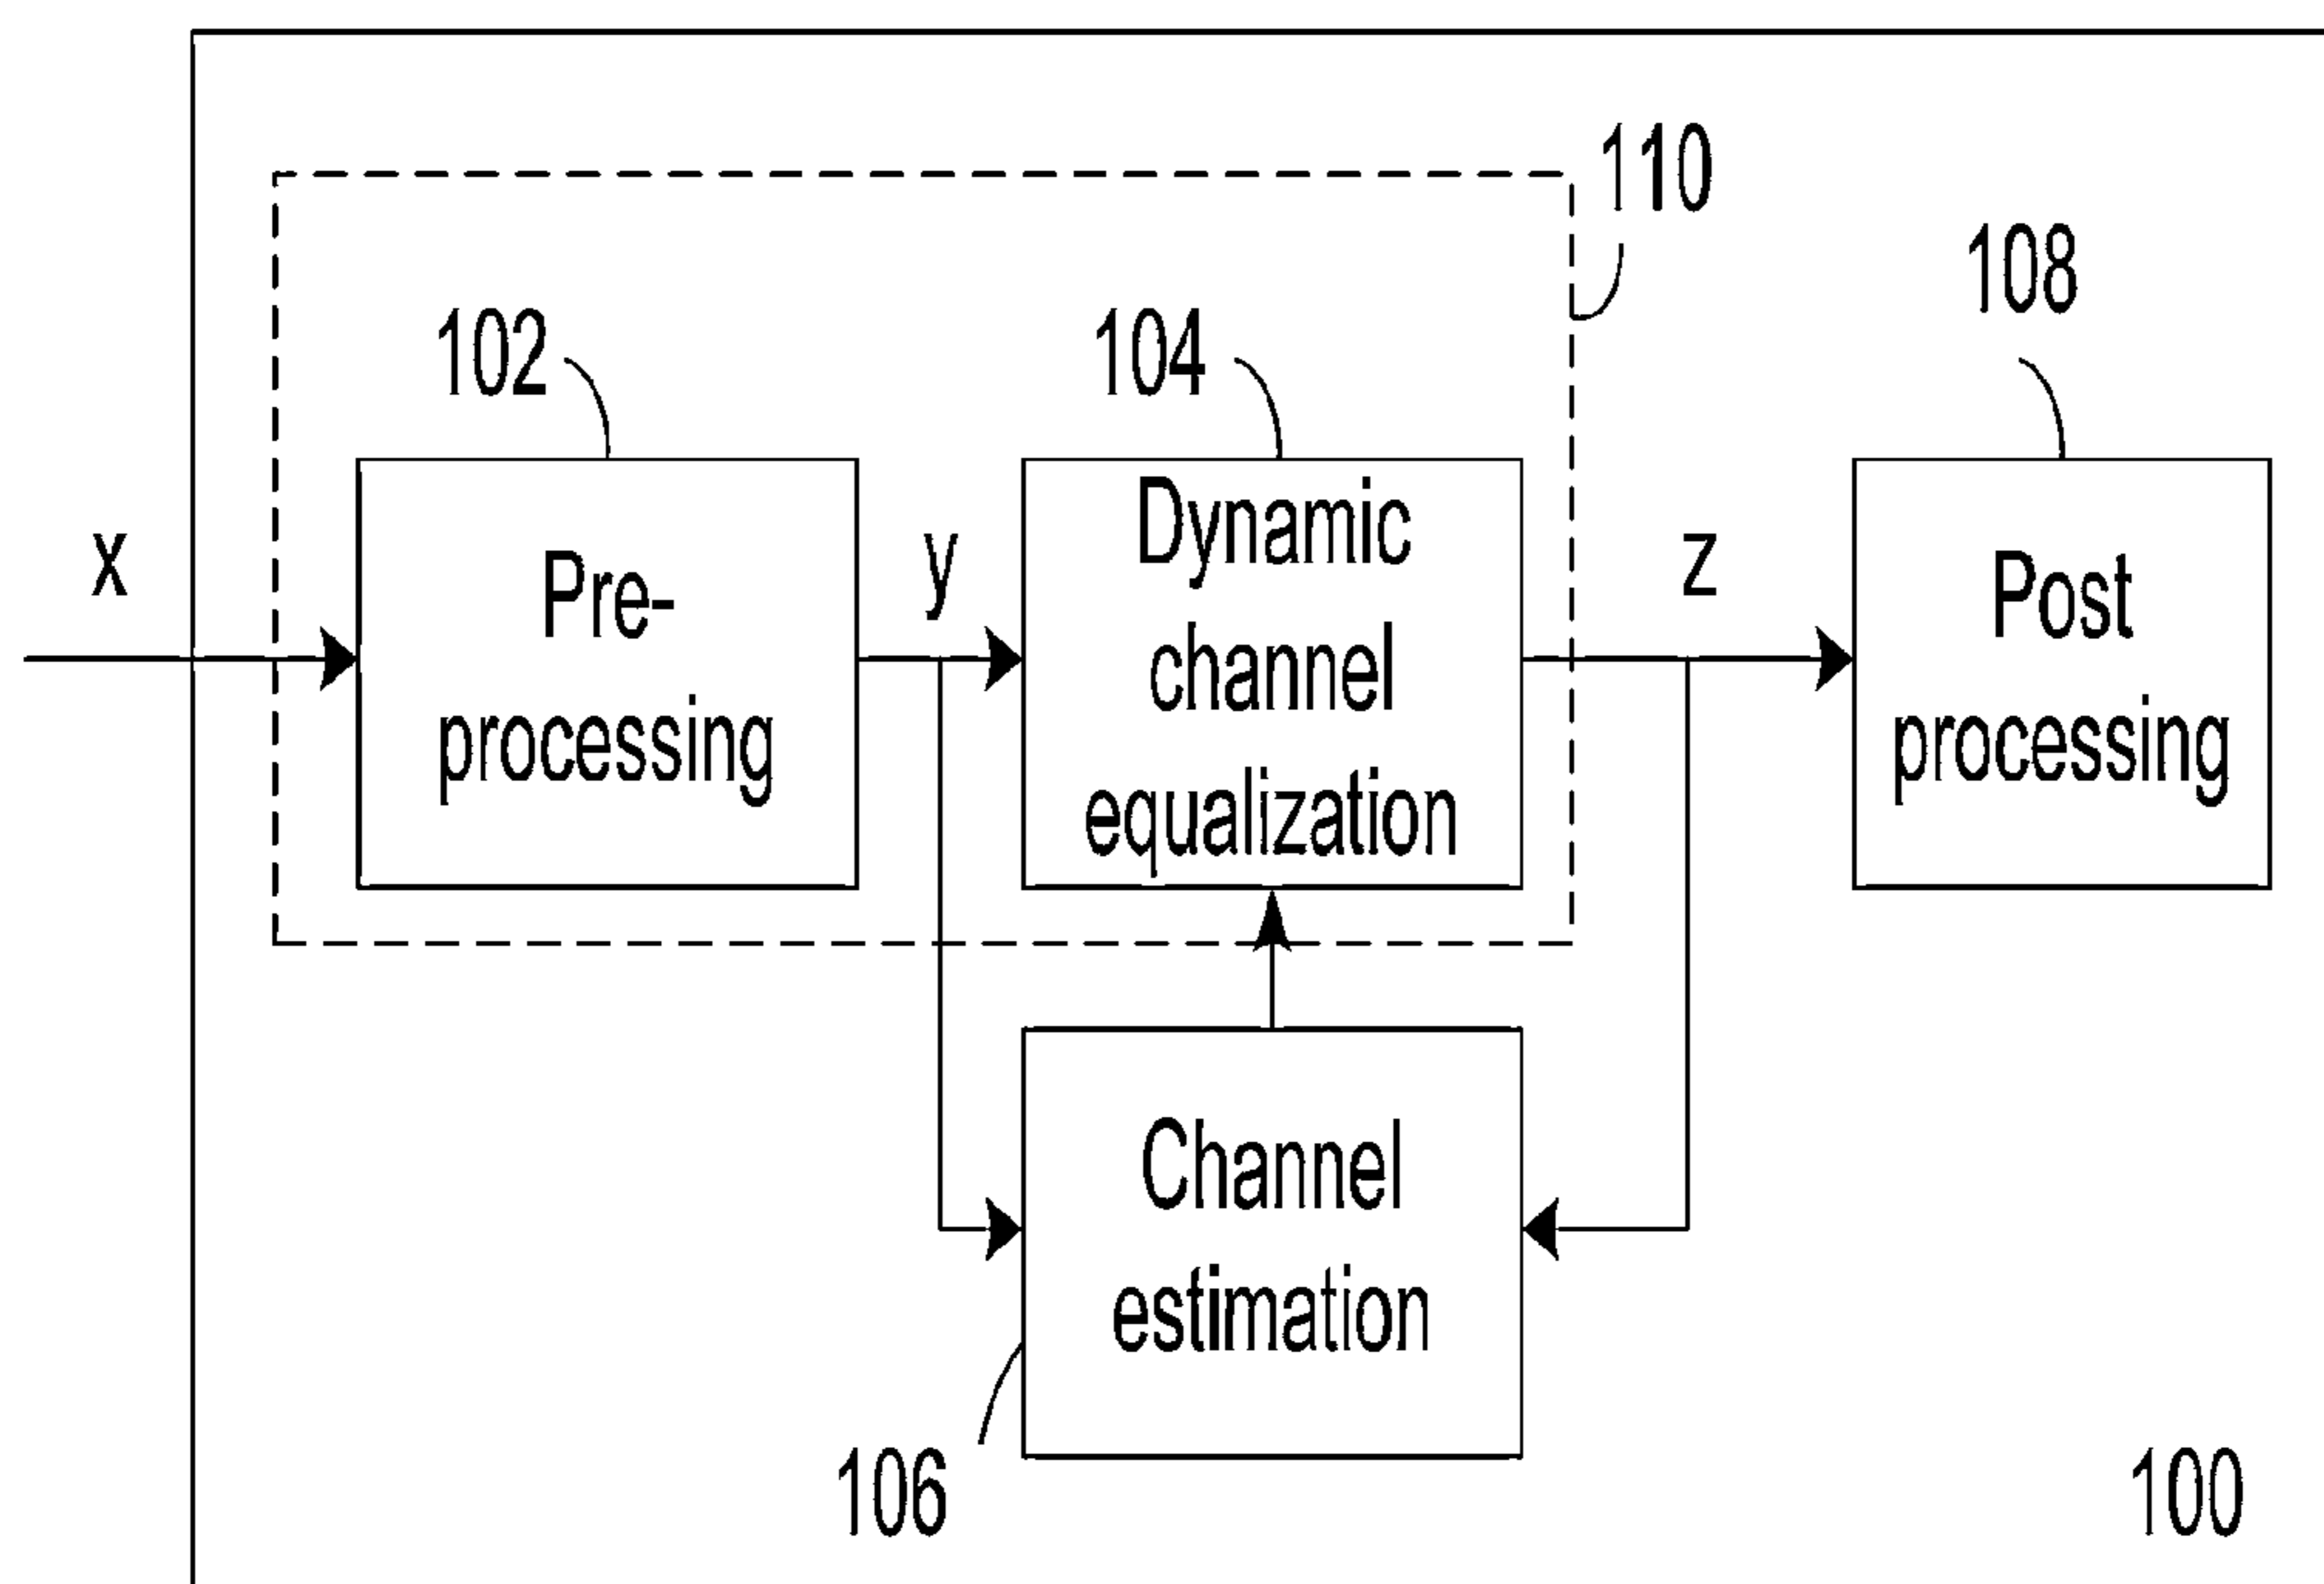 110
108
102
104
x
Pre-
processing
y
Dynamic
channel
equalization
z
Post
processing
Channel
estimation
106
100